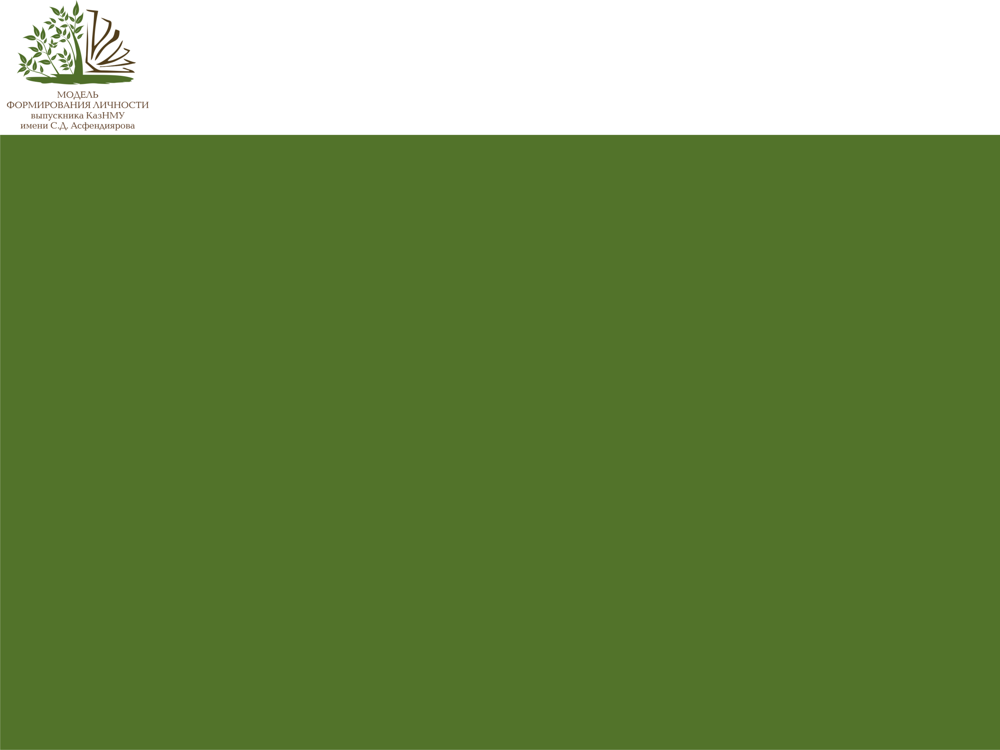 МОДЕЛЬ
ФОРМИРОВАНИЯ ЛИЧНОСТИ
выпускника КазНМУ
имени С.Д. Асфендиярова